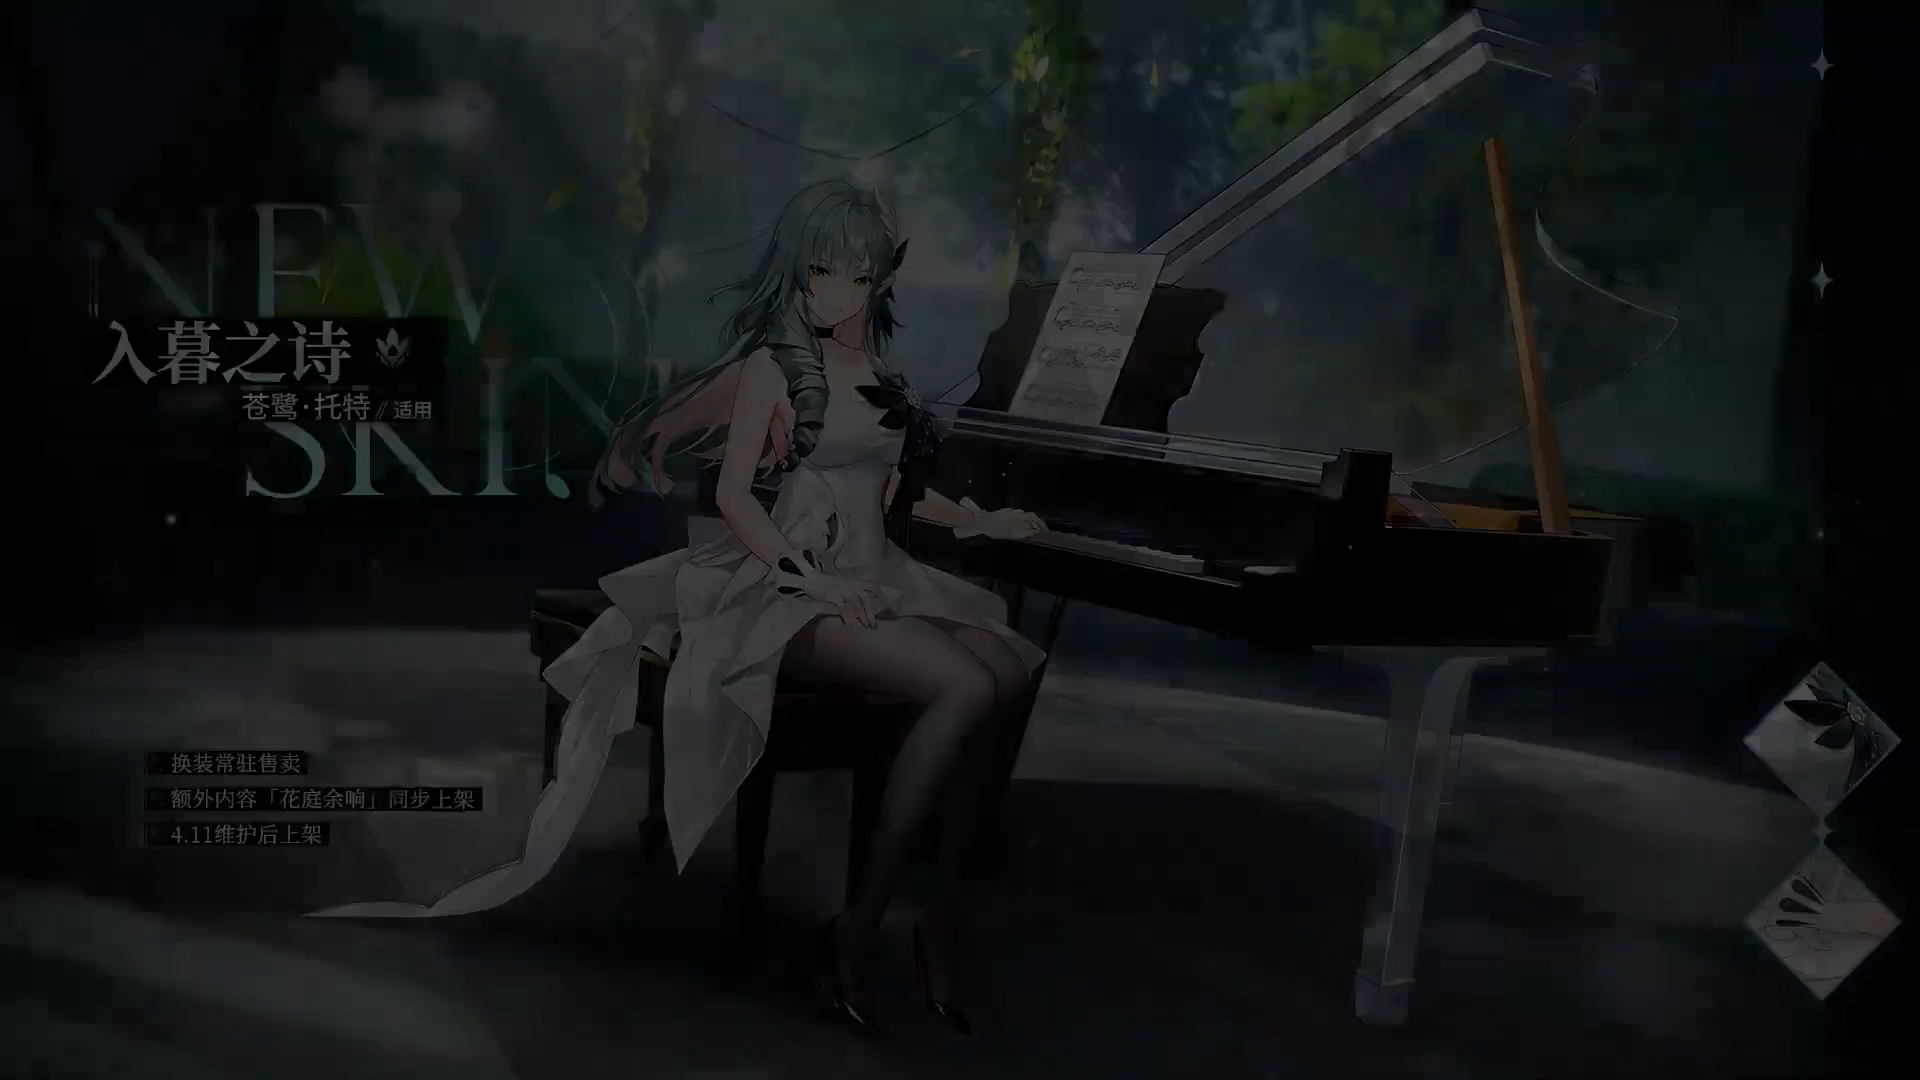 NEW
入暮之诗
苍鹭·托特 // 适用
SKIN
换装常驻售卖
额外内容「花庭余响」同步上架
4.11维护后上架